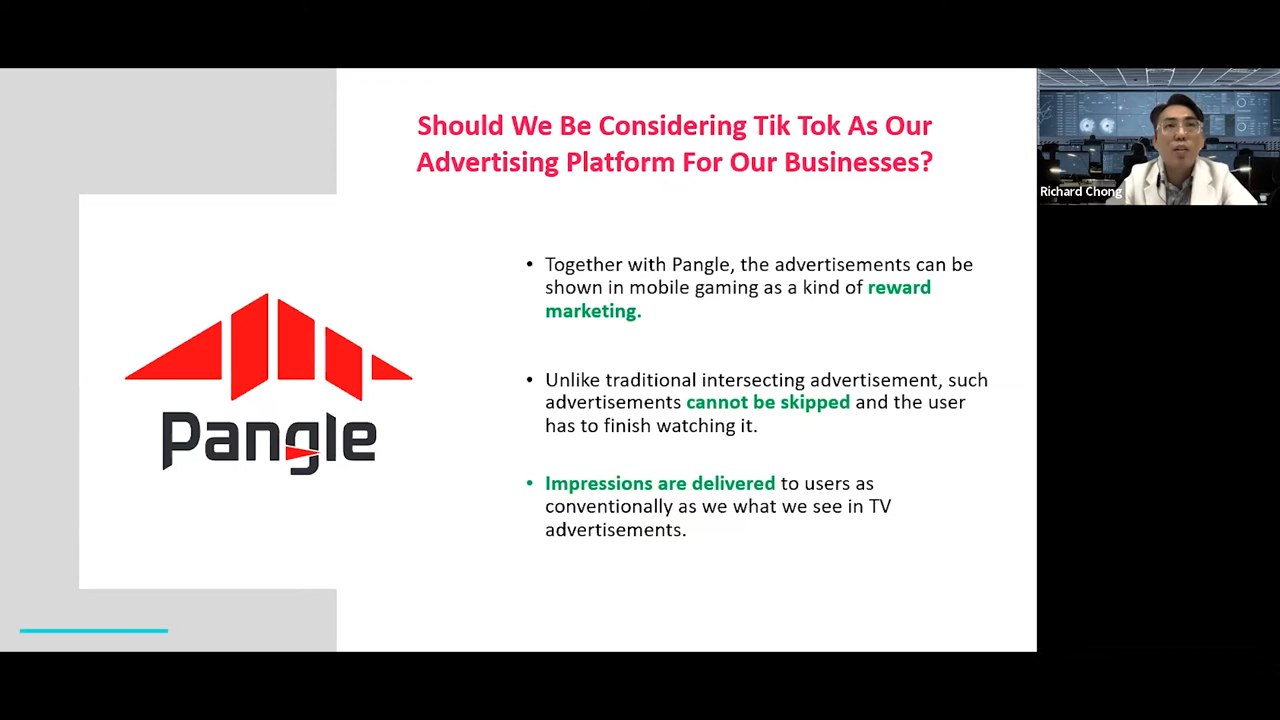 Should We Be Considering Tik Tok As Our
Advertising Platform For Our Businesses?
Richard Chong
• Together with Pangle, the advertisements can be
shown in mobile gaming as a kind of reward
marketing.
• Unlike traditional intersecting advertisement, such
advertisements cannot be skipped and the user
has to finish watching it.
• Impressions are delivered to users as
conventionally as we what we see in TV
advertisements.
Pangle